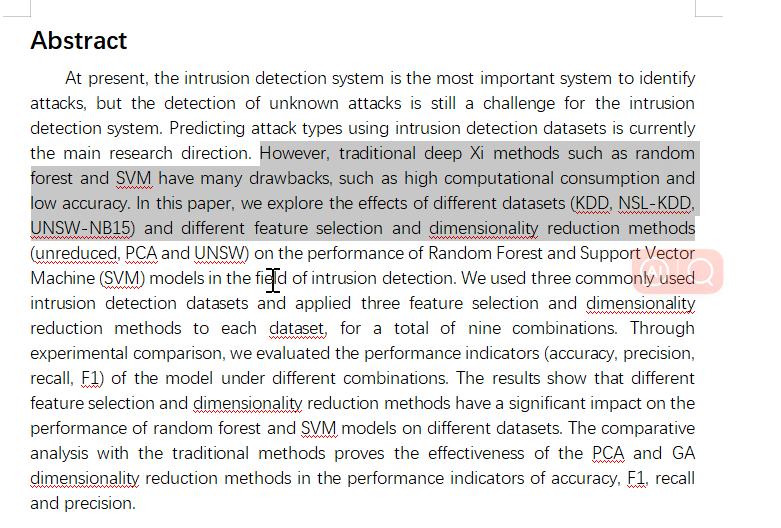 Abstract
At present, the intrusion detection system is the most important system to identify
attacks, but the detection of unknown attacks is still a challenge for the intrusion
detection system. Predicting attack types using intrusion detection datasets is currently
the main research direction. However, traditional deep Xi methods such as random
forest and SVM have many drawbacks, such as high computational consumption and
low accuracy. In this paper, we explore the effects of different datasets (KDD, NSL-KDD,
UNSW-NB15) and different feature selection and dimensionality reduction methods
(unreduced, PCA and UNSW) on the performance of Random Forest and Support Vector
Machine (SVM) models in the field of intrusion detection. We used three commonly used
intrusion detection datasets and applied three feature selection and dimensionality
reduction methods to each dataset, for a total of nine combinations. Through
experimental comparison, we evaluated the performance indicators (accuracy, precision,
recall, F1) of the model under different combinations. The results show that different
feature selection and dimensionality reduction methods have a significant impact on the
performance of random forest and SVM models on different datasets. The comparative
analysis with the traditional methods proves the effectiveness of the PCA and GA
dimensionality reduction methods in the performance indicators of accuracy, F1, recall
and precision.